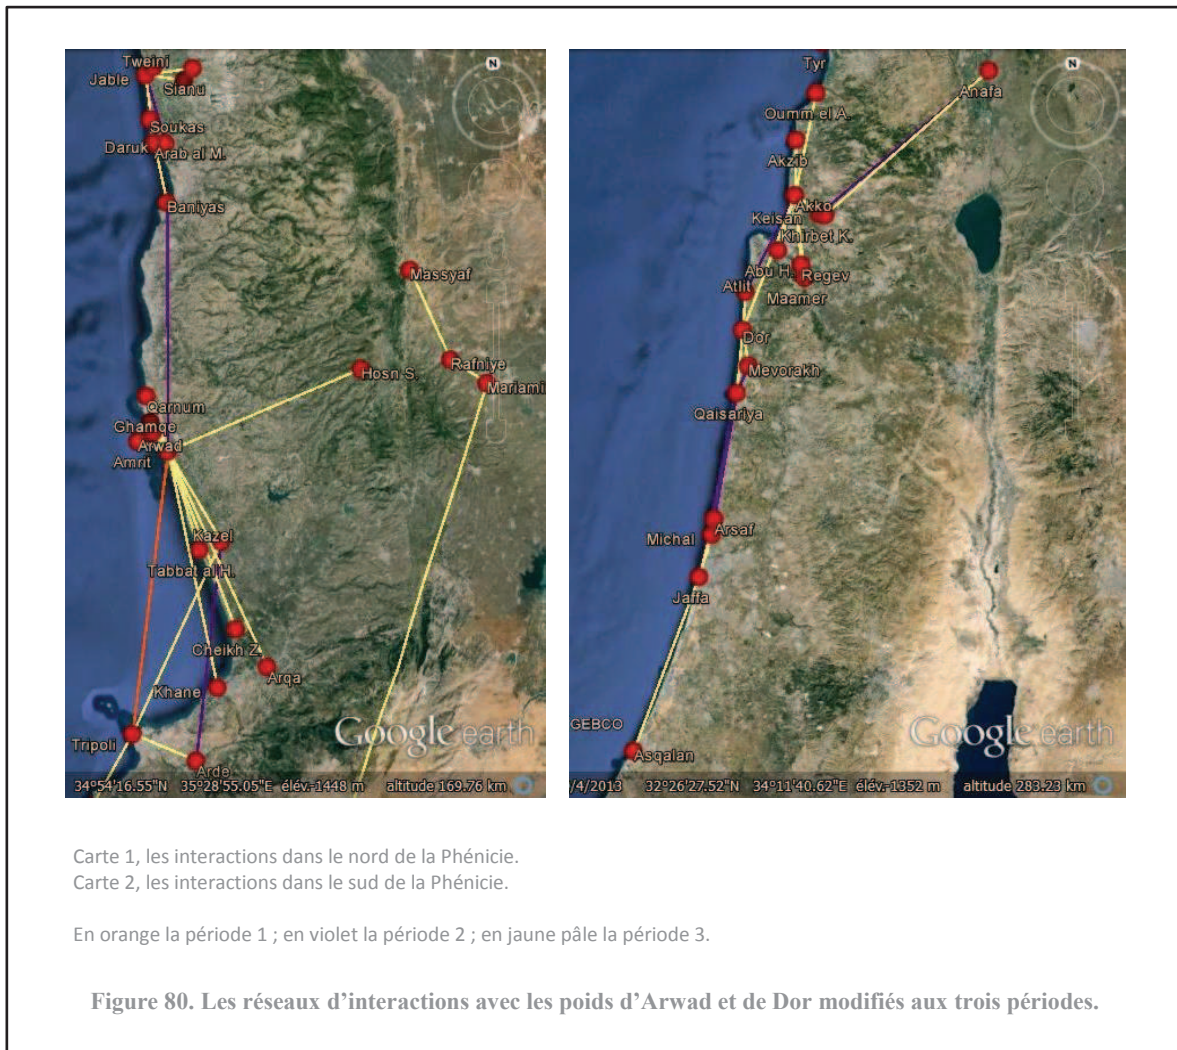 Tweini
Jable
Sianu
Soukas
Daruk
Arab al M.
Baniyas
Massyaf
Rafniye
Hosn S.
Mariami
Qarnum
Ghamqe
Arwad
Amrit
Kazel
Tabbat al H.
Cheikh Z.
Arqa
Khane
Tripoli
Arde
Google earth
34°54'16.55"N 35°28'55.05"E élév.-1448 m altitude 169.76 km
N
Tyr
Anafa
Oumm el A.
Akzib
Akko
Keisan
Khirbet K.
Abu H.
Regev
Atlit
Maamer
Dor
Mevorakh
Qaisariya
Arsaf
Michal
Jaffa
GEBCO
Asqalan
Google earth
/4/2013 32°26'27.52"N 34°11'40.62"E élév.-1352 m altitude 283.23 km
N
Carte 1, les interactions dans le nord de la Phénicie.
Carte 2, les interactions dans le sud de la Phénicie.
En orange la période 1 ; en violet la période 2 ; en jaune pâle la période 3.
Figure 80. Les réseaux d'interactions avec les poids d'Arwad et de Dor modifiés aux trois périodes.